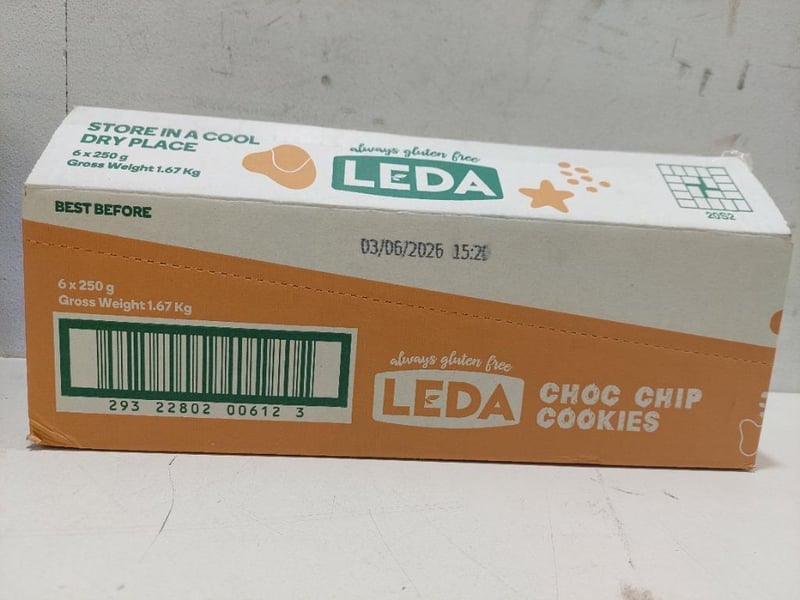 STORE IN A COOL
DRY PLACE
6 x 250 g
Gross Weight 1.67 Kg
always gluten free
LEDA
20S2
BEST BEFORE
03/06/2026 15:20
6 x 250 g
Gross Weight 1.67 Kg
293 22802 00612 3
always gluten free
LEDA
CHOC CHIP
COOKIES